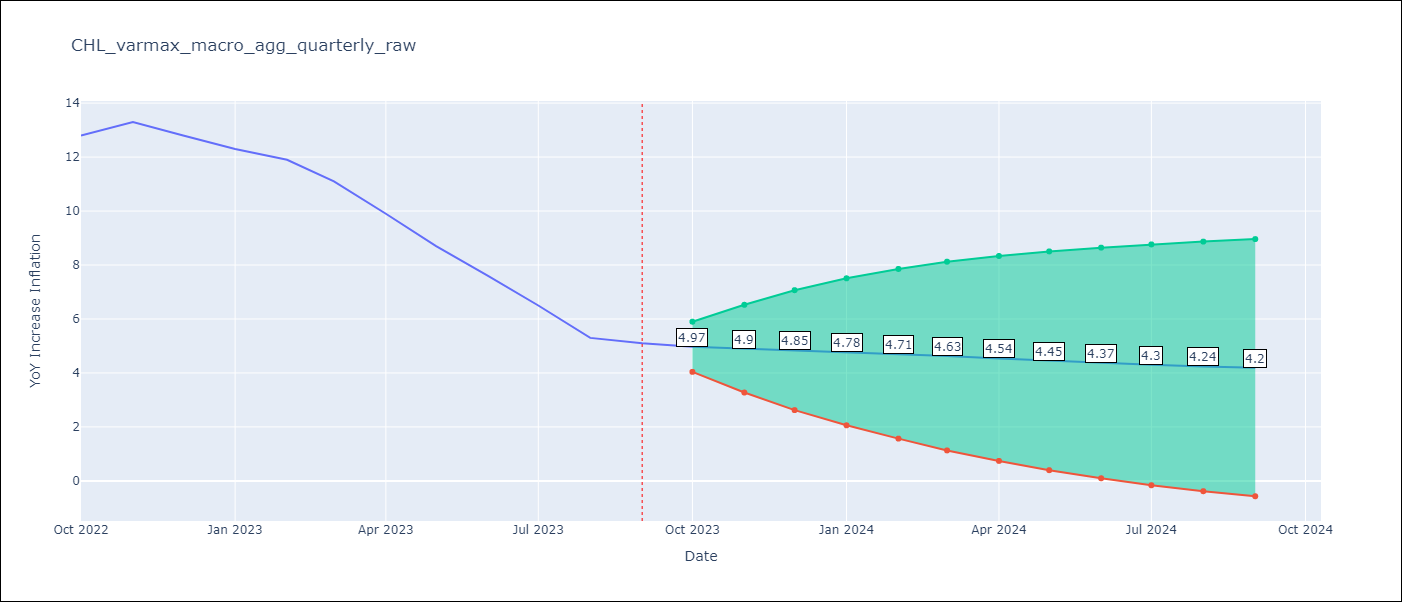 CHL_varmax_macro_agg_quarterly_raw
YoY Increase Inflation
14
12
10
8
6
4
2
0
4.97 4.9 4.85 4.78 4.71 4.63 4.54 4.45 4.37 4.3 4.24 4.2
Oct 2022 Jan 2023 Apr 2023 Jul 2023 Oct 2023 Jan 2024 Apr 2024 Jul 2024 Oct 2024
Date